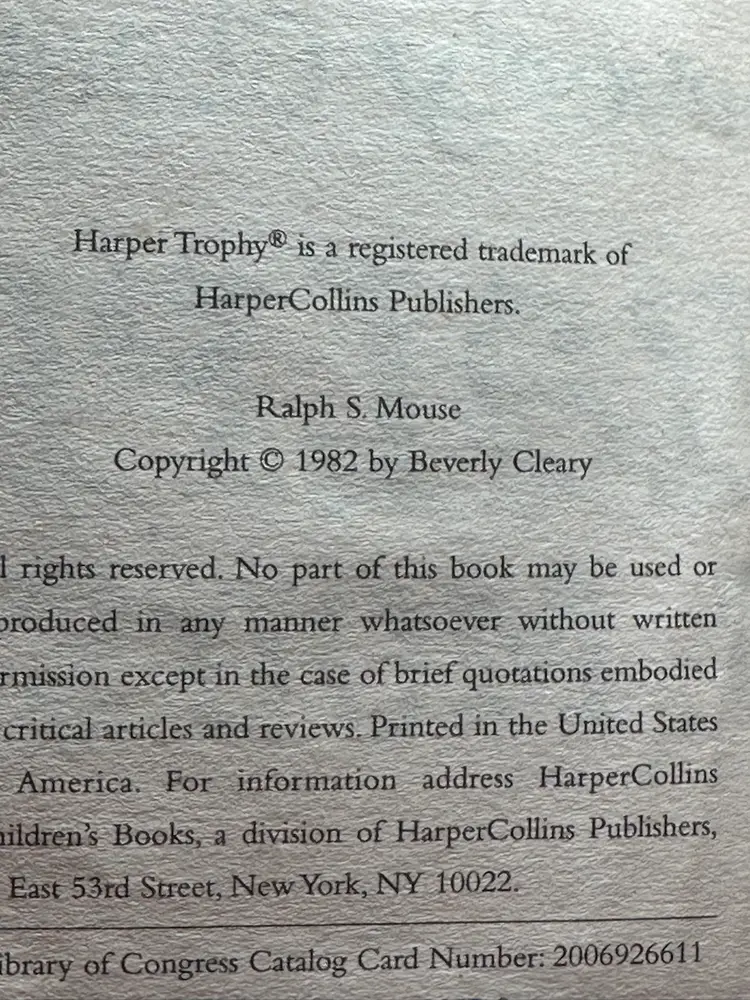 Harper Trophy® is a registered trademark of
HarperCollins Publishers.
Ralph S. Mouse
Copyright © 1982 by Beverly Cleary
l rights reserved. No part of this book may be used or
produced in any manner whatsoever without written
rmission except in the case of brief quotations embodied
critical articles and reviews. Printed in the United States
America. For information address HarperCollins
hildren's Books, a division of HarperCollins Publishers,
East 53rd Street, New York, NY 10022.
ibrary of Congress Catalog Card Number: 2006926611